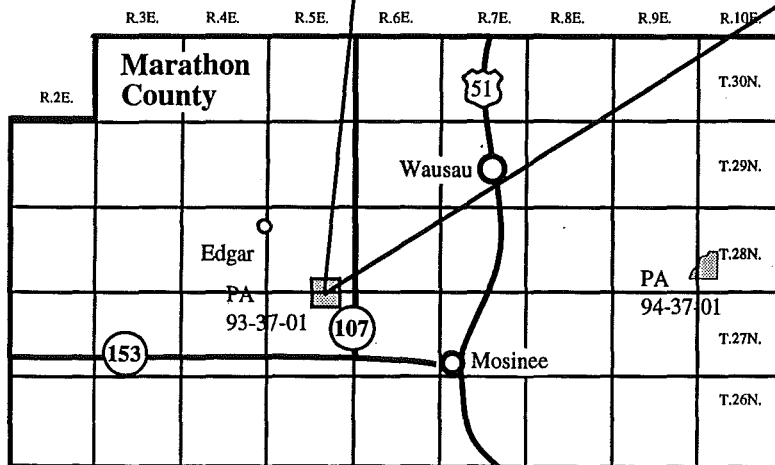 R.3E. R.4E. R.5E. R.6E. R.7E. R.8E. R.9E. R.10E.
Marathon
County
R.2E.
51
T.30N.
Wausau
T.29N.
Edgar
T.28N.
PA
93-37-01
PA
94-37-01
107
T.27N.
153
Mosinee
T.26N.